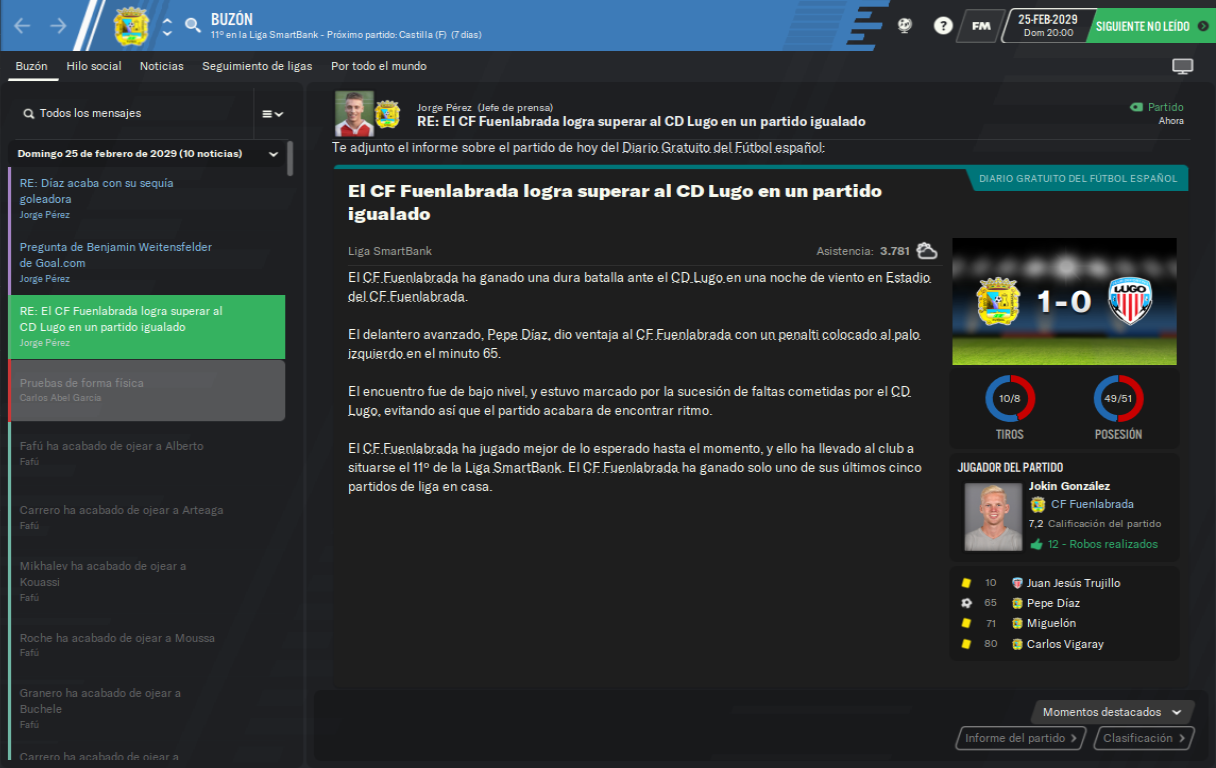 BUZÓN
11º en la Liga SmartBank - Próximo partido: Castilla (F) (7 días)
?
FM
25-FEB-2029
Dom 20:00
SIGUIENTE NO LEÍDO
Buzón
Hilo social
Noticias
Seguimiento de ligas
Por todo el mundo
Todos los mensajes
Domingo 25 de febrero de 2029 (10 noticias)
RE: Díaz acaba con su sequía
goleadora
Jorge Pérez
Pregunta de Benjamin Weitensfelder
de Goal.com
Jorge Pérez
RE: El CF Fuenlabrada logra superar al
CD Lugo en un partido igualado
Jorge Pérez
Pruebas de forma física
Carlos Abel García
Fafú ha acabado de ojear a Alberto
Fafú
Carrero ha acabado de ojear a Arteaga
Fafú
Mikhalev ha acabado de ojear a
Kouassi
Fafú
Roche ha acabado de ojear a Moussa
Fafú
Granero ha acabado de ojear a
Buchele
Fafú
Carrero ha acabado de ojear a
Jorge Pérez (Jefe de prensa)
RE: El CF Fuenlabrada logra superar al CD Lugo en un partido igualado
Partido
Ahora
Te adjunto el informe sobre el partido de hoy del Diario Gratuito del Fútbol español:
DIARIO GRATUITO DEL FÚTBOL ESPAÑOL
El CF Fuenlabrada logra superar al CD Lugo en un partido
igualado
Liga SmartBank
Asistencia: 3.781
El CF Fuenlabrada ha ganado una dura batalla ante el CD Lugo en una noche de viento en Estadio
del CF Fuenlabrada.
El delantero avanzado, Pepe Díaz, dio ventaja al CF Fuenlabrada con un penalti colocado al palo
izquierdo en el minuto 65.
El encuentro fue de bajo nivel, y estuvo marcado por la sucesión de faltas cometidas por el CD
Lugo, evitando así que el partido acabara de encontrar ritmo.
El CF Fuenlabrada ha jugado mejor de lo esperado hasta el momento, y ello ha llevado al club a
situarse el 11º de la Liga SmartBank. El CF Fuenlabrada ha ganado solo uno de sus últimos cinco
partidos de liga en casa.
1-0
LUGO
10/8
49/51
TIROS
POSESIÓN
JUGADOR DEL PARTIDO
Jokin González
CF Fuenlabrada
7,2 Calificación del partido
12 - Robos realizados
10 Juan Jesús Trujillo
65 Pepe Díaz
71 Miguelón
80 Carlos Vigaray
Momentos destacados
Informe del partido
Clasificación